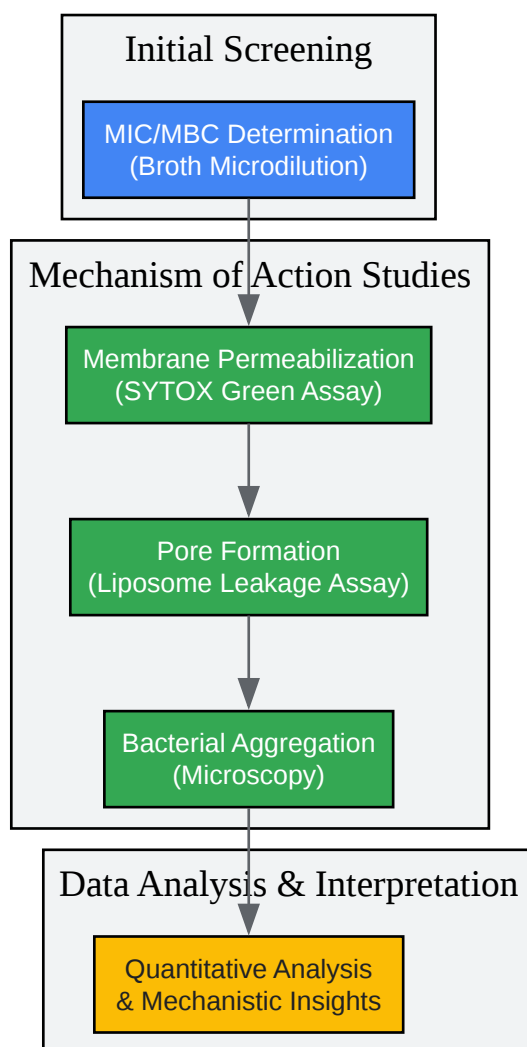 Initial Screening
MIC/MBC Determination
(Broth Microdilution)
Mechanism of Action Studies
Membrane Permeabilization
(SYTOX Green Assay)
Pore Formation
(Liposome Leakage Assay)
Bacterial Aggregation
(Microscopy)
Data Analysis & Interpretation
Quantitative Analysis
& Mechanistic Insights